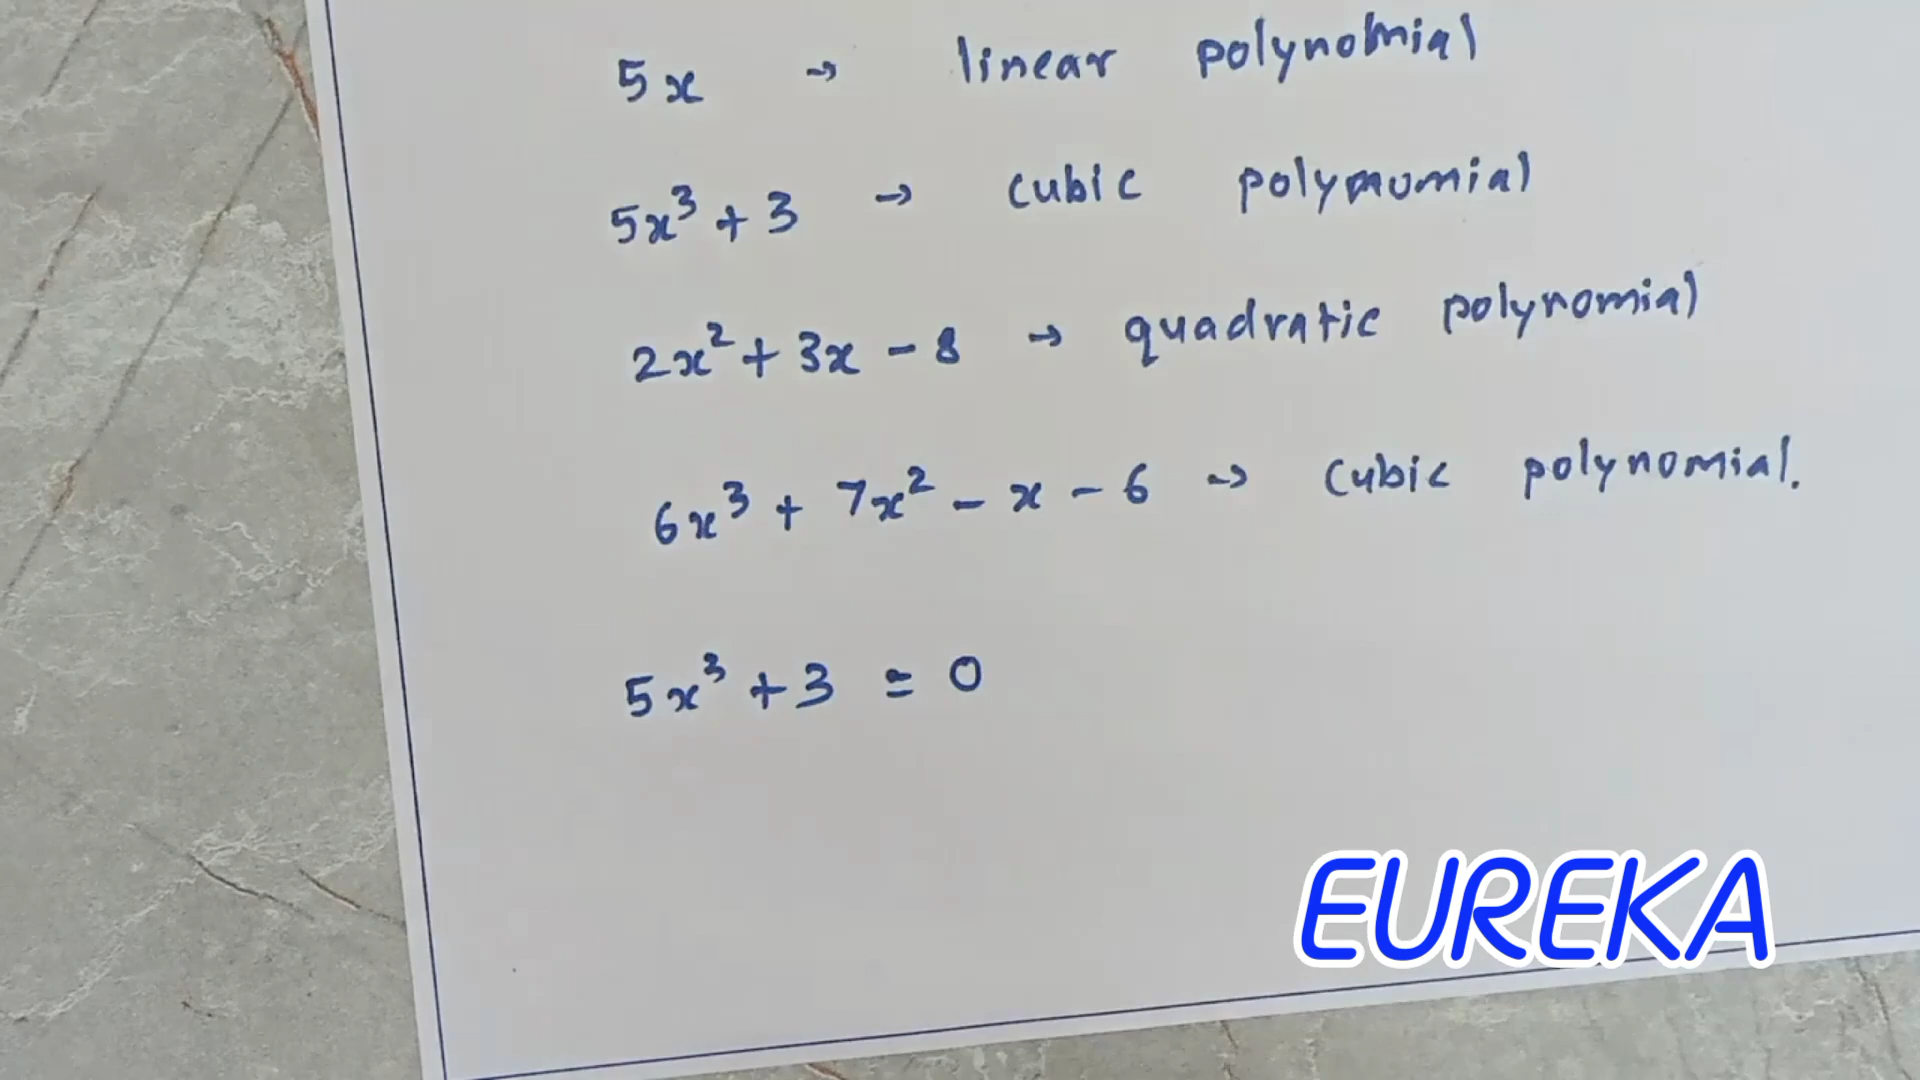 5x → linear polynomial
5x³ + 3 → cubic polymomial
2x² + 3x - 8 → quadratic polynomial
6x³ + 7x² - x - 6 → cubic polynomial.
5x³ + 3 = 0
EUREKA